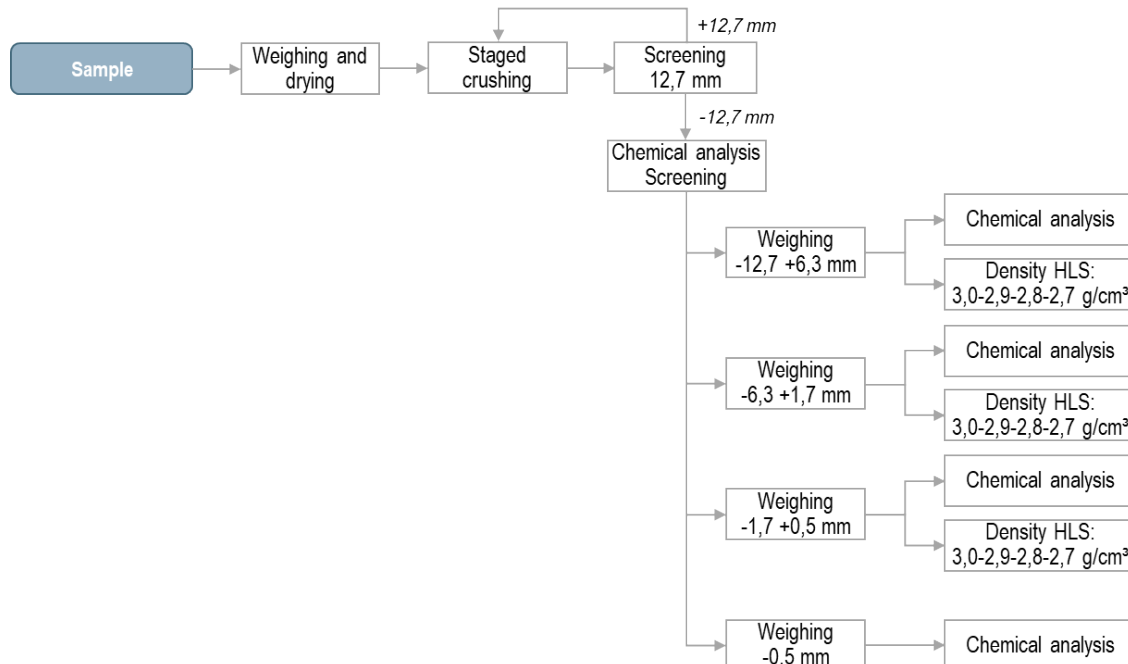 +12,7 mm
Sample
Weighing and
drying
Staged
crushing
Screening
12,7 mm
-12,7 mm
Chemical analysis
Screening
Weighing
-12,7 +6,3 mm
Chemical analysis
Density HLS:
3,0-2,9-2,8-2,7 g/cm³
Weighing
-6,3 +1,7 mm
Chemical analysis
Density HLS:
3,0-2,9-2,8-2,7 g/cm³
Weighing
-1,7 +0,5 mm
Chemical analysis
Density HLS:
3,0-2,9-2,8-2,7 g/cm³
Weighing
-0,5 mm
Chemical analysis